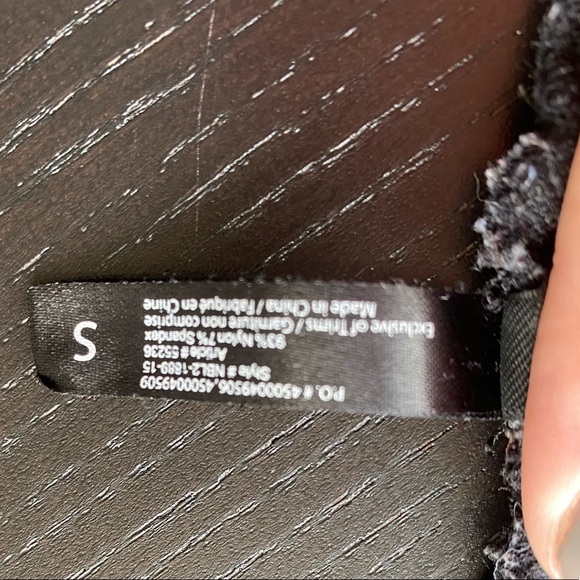 P.O. # 4500049506,4500049509
Style # NBL2-1889-15
Article #55236
93% Nylon 7% Spandex
Exclusive of Trims / Garniture non comprise
Made in China / Fabriqué en Chine
S